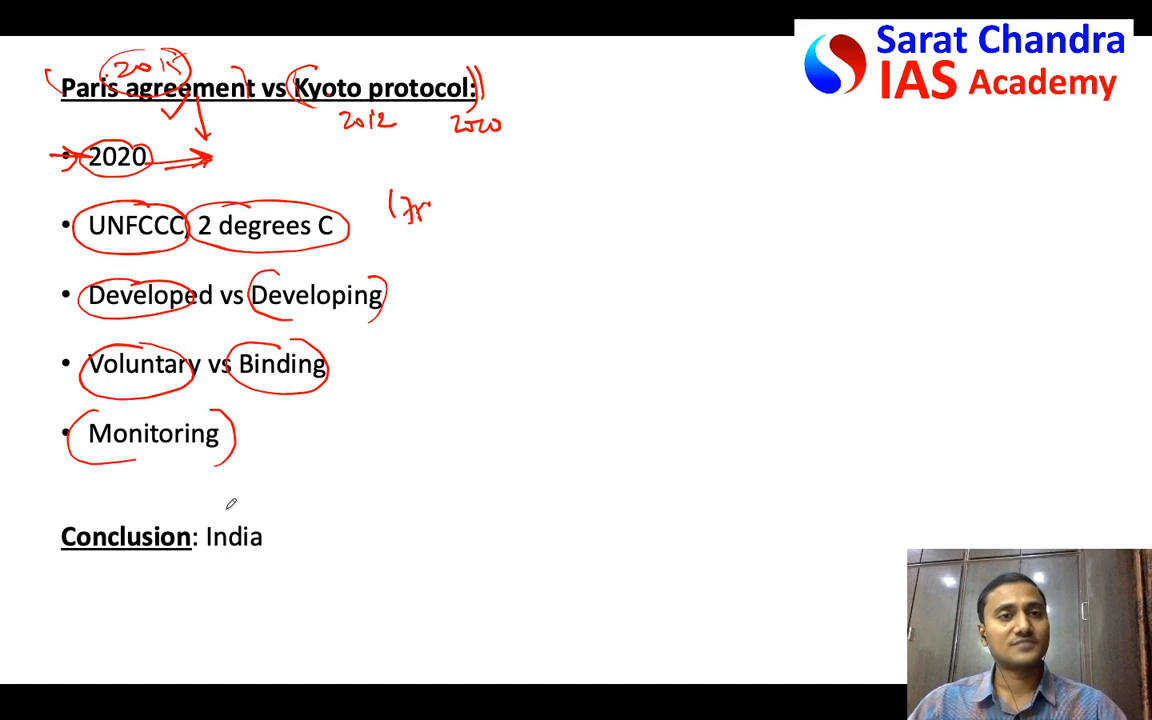 Sarat Chandra
IAS Academy
2015
Paris agreement vs Kyoto protocol:
2012 2020
• 2020
• UNFCCC, 2 degrees C
• Developed vs Developing
• Voluntary vs Binding
• Monitoring
Conclusion: India